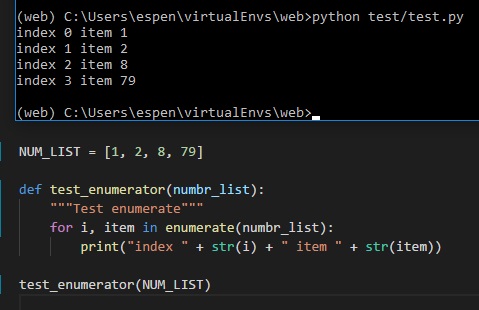 (web) C:\Users\espen\virtualEnvs\web>python test/test.py
index 0 item 1
index 1 item 2
index 2 item 8
index 3 item 79
(web) C:\Users\espen\virtualEnvs\web>
NUM_LIST = [1, 2, 8, 79]
def test_enumerator(numbr_list):
    """Test enumerate"""
    for i, item in enumerate(numbr_list):
        print("index " + str(i) + " item " + str(item))
test_enumerator(NUM_LIST)